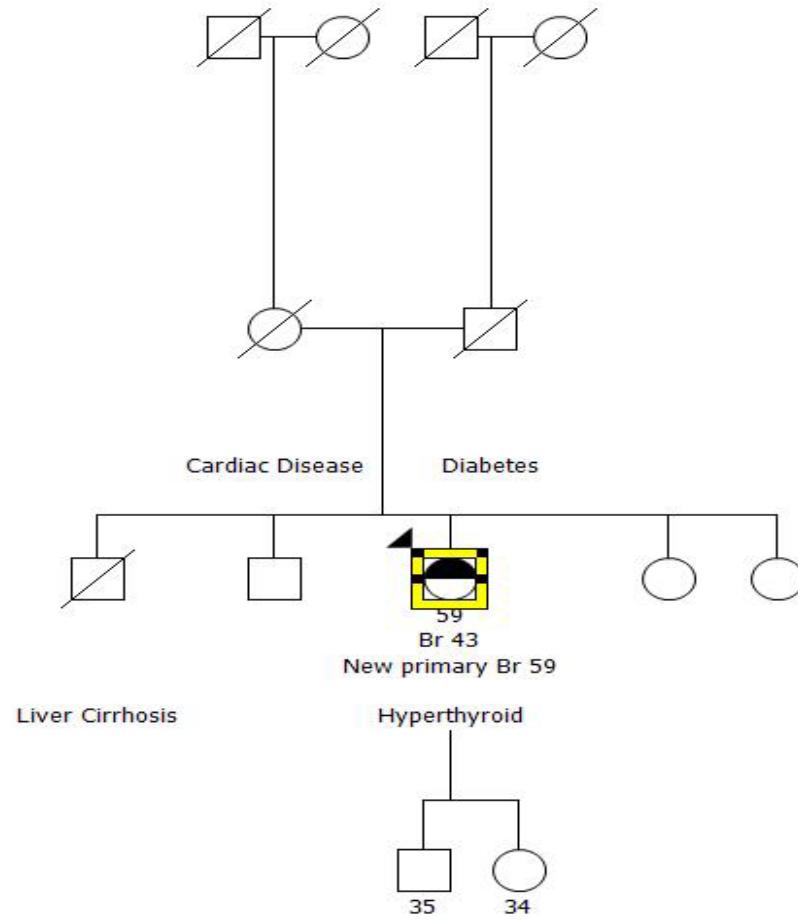 Cardiac Disease Diabetes
59
Br 43
New primary Br 59
Liver Cirrhosis Hyperthyroid
35 34